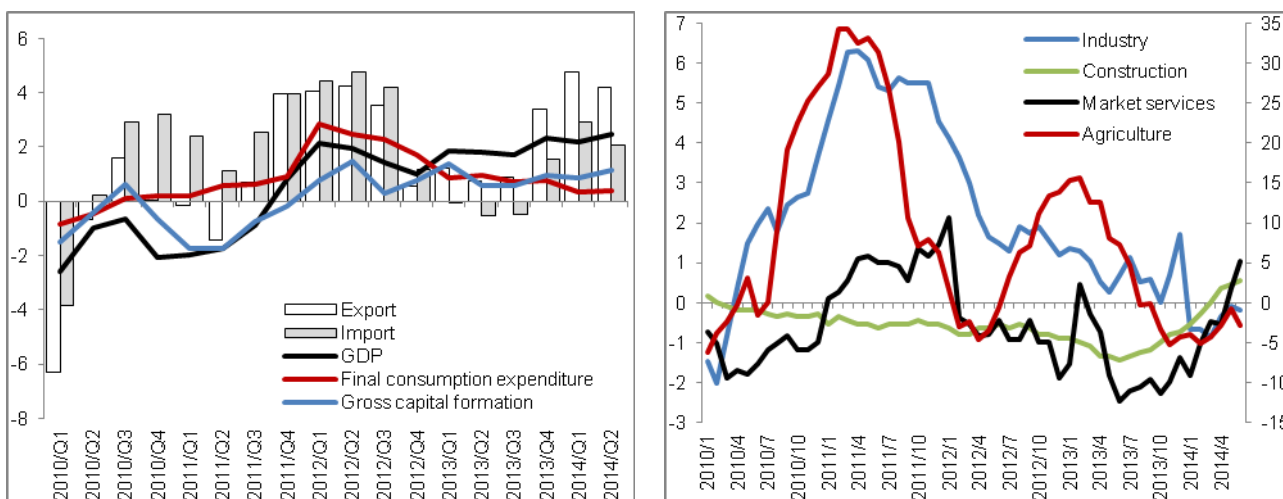 6
4
2
0
-2
-4
-6
-8
Export
Import
GDP
Final consumption expenditure
Gross capital formation
2010/Q1
2010/Q2
2010/Q3
2010/Q4
2011/Q1
2011/Q2
2011/Q3
2011/Q4
2012/Q1
2012/Q2
2012/Q3
2012/Q4
2013/Q1
2013/Q2
2013/Q3
2013/Q4
2014/Q1
2014/Q2
7
6
5
4
3
2
1
0
-1
-2
-3
Industry
Construction
Market services
Agriculture
35
30
25
20
15
10
5
0
-5
-10
-15
2010/1
2010/4
2010/7
2010/10
2011/1
2011/4
2011/7
2011/10
2012/1
2012/4
2012/7
2012/10
2013/1
2013/4
2013/7
2013/10
2014/1
2014/4